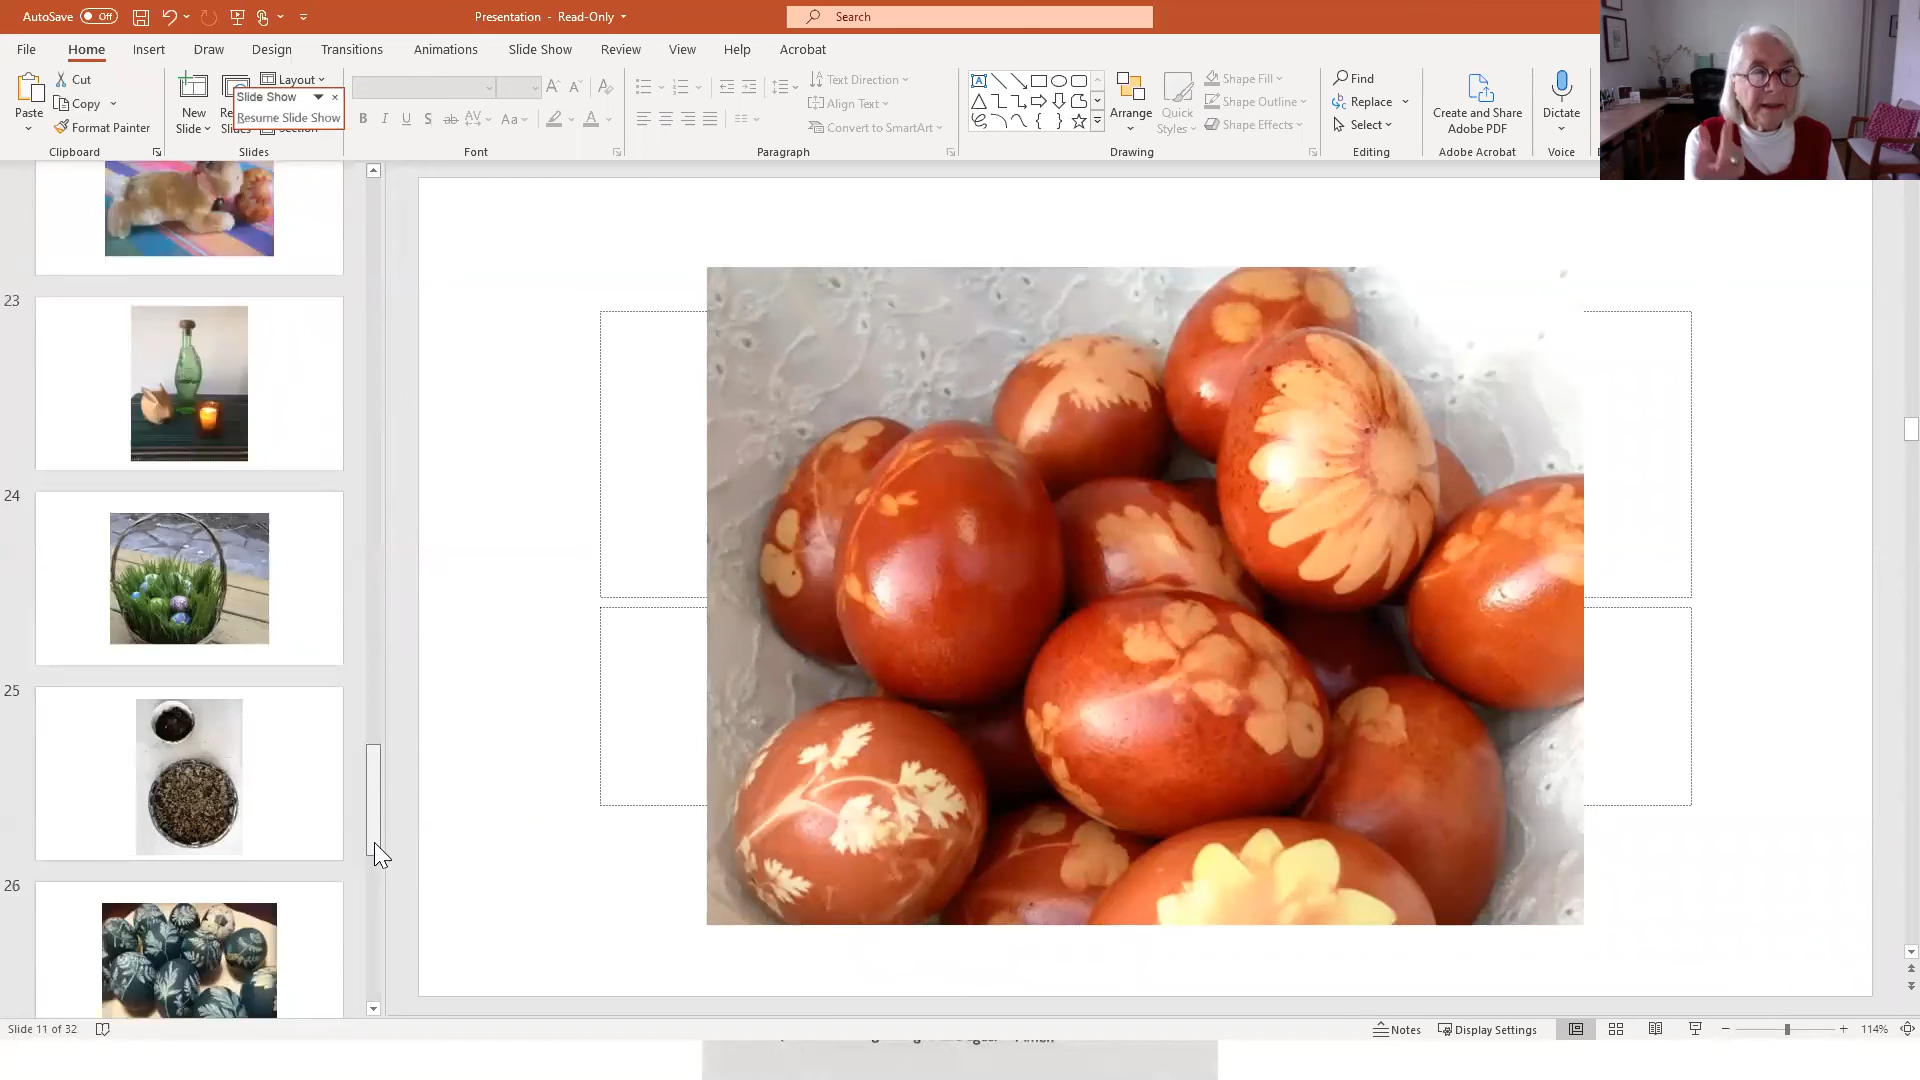 AutoSave Off Presentation - Read-Only Search
File Home Insert Draw Design Transitions Animations Slide Show Review View Help Acrobat
Paste Cut Copy Format Painter
Clipboard
New Slide Layout
Slides
Slide Show
Resume Slide Show
B I U S ab AV Aa A
Font
Text Direction
Align Text
Convert to SmartArt
Paragraph
Arrange Quick Styles
Shape Fill
Shape Outline
Shape Effects
Drawing
Find
Replace
Select
Editing
Create and Share Adobe PDF
Adobe Acrobat
Dictate
Voice
23
24
25
26
Slide 11 of 32 Notes Display Settings 114%